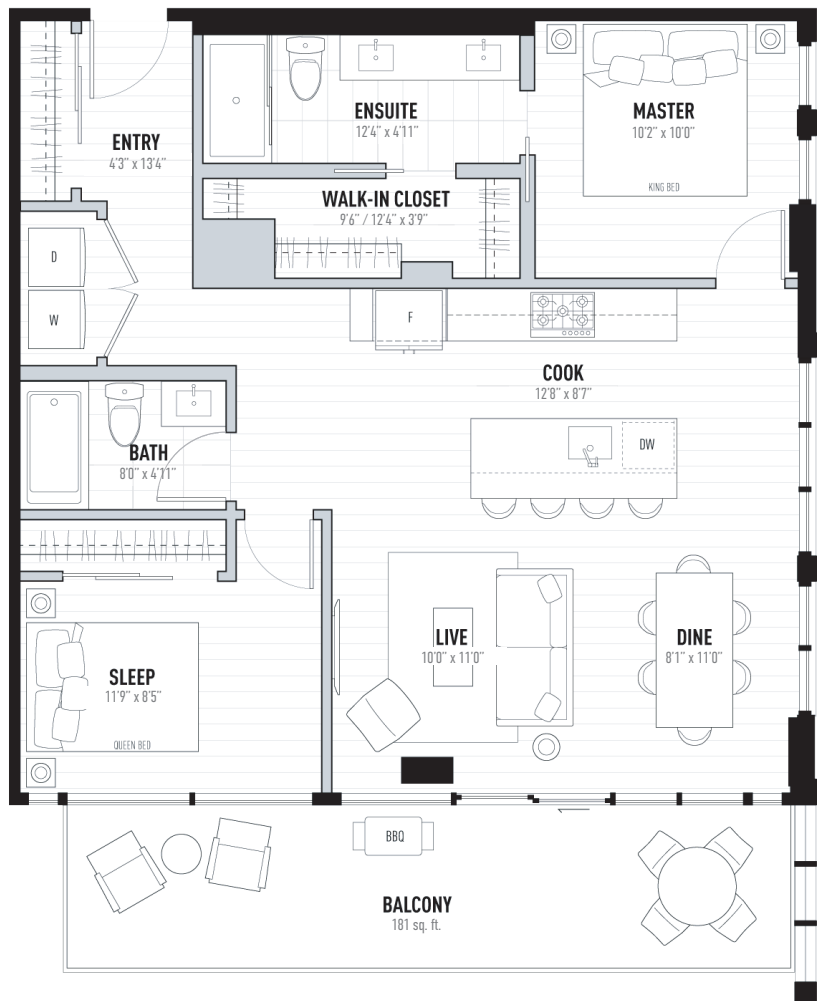 ENTRY
4'3" x 13'4"
ENSUITE
12'4" x 4'11"
MASTER
10'2" x 10'0"
KING BED
WALK-IN CLOSET
9'6" / 12'4" x 3'9"
D
W
F
COOK
12'8" x 8'7"
DW
BATH
8'0" x 4'11"
LIVE
10'0" x 11'0"
DINE
8'1" x 11'0"
SLEEP
11'9" x 8'5"
QUEEN BED
BBQ
BALCONY
181 sq. ft.